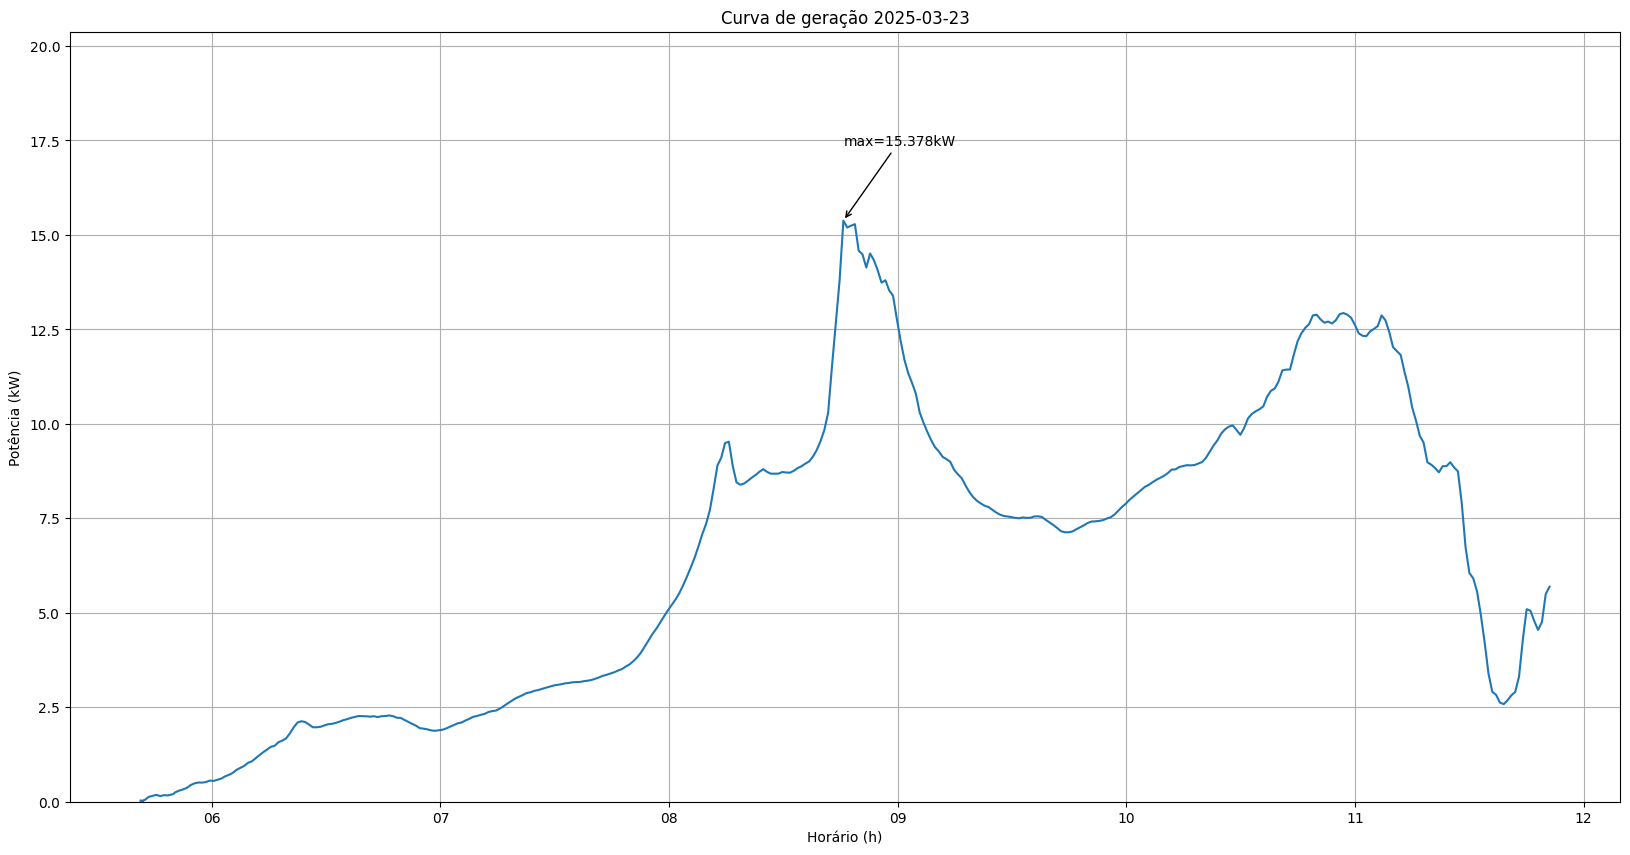 Curva de geração 2025-03-23
20.0
17.5
15.0
12.5
10.0
7.5
5.0
2.5
0.0
Potência (kW)
max=15.378kW
06 07 08 09 10 11 12
Horário (h)